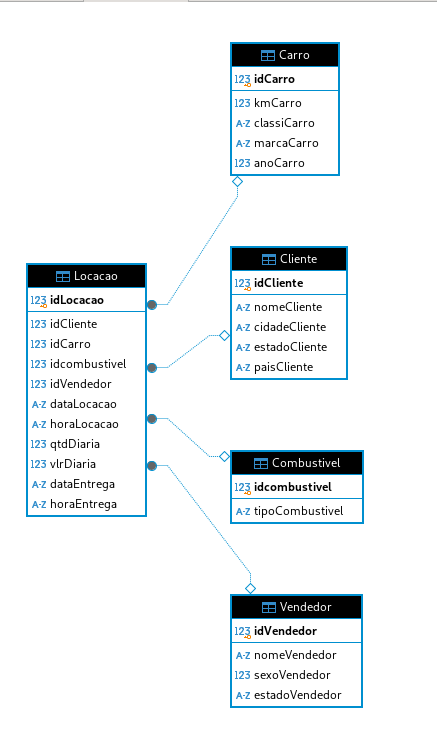 Carro
123 idCarro
123 kmCarro
A-Z classiCarro
A-Z marcaCarro
123 anoCarro
Locacao
123 idLocacao
123 idCliente
123 idCarro
123 idcombustivel
123 idVendedor
A-Z dataLocacao
A-Z horaLocacao
123 qtdDiaria
123 vlrDiaria
A-Z dataEntrega
A-Z horaEntrega
Cliente
123 idCliente
A-Z nomeCliente
A-Z cidadeCliente
A-Z estadoCliente
A-Z paisCliente
Combustivel
123 idcombustivel
A-Z tipoCombustivel
Vendedor
123 idVendedor
A-Z nomeVendedor
123 sexoVendedor
A-Z estadoVendedor